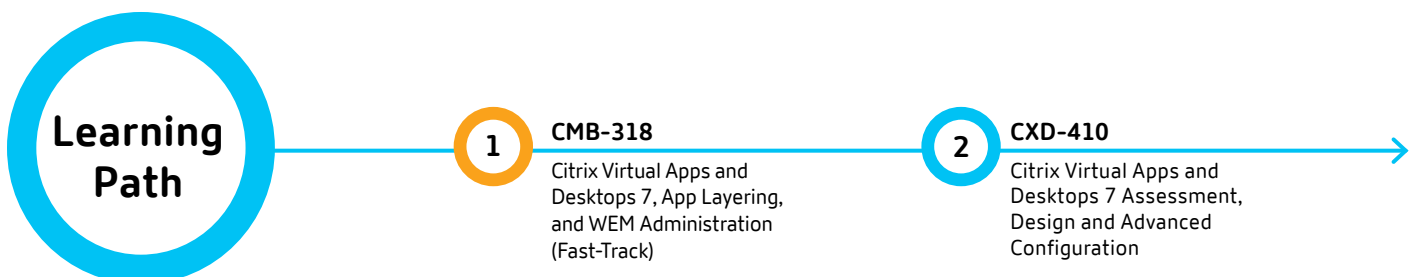 Learning
Path
1
CMB-318
Citrix Virtual Apps and
Desktops 7, App Layering,
and WEM Administration
(Fast-Track)
2
CXD-410
Citrix Virtual Apps and
Desktops 7 Assessment,
Design and Advanced
Configuration